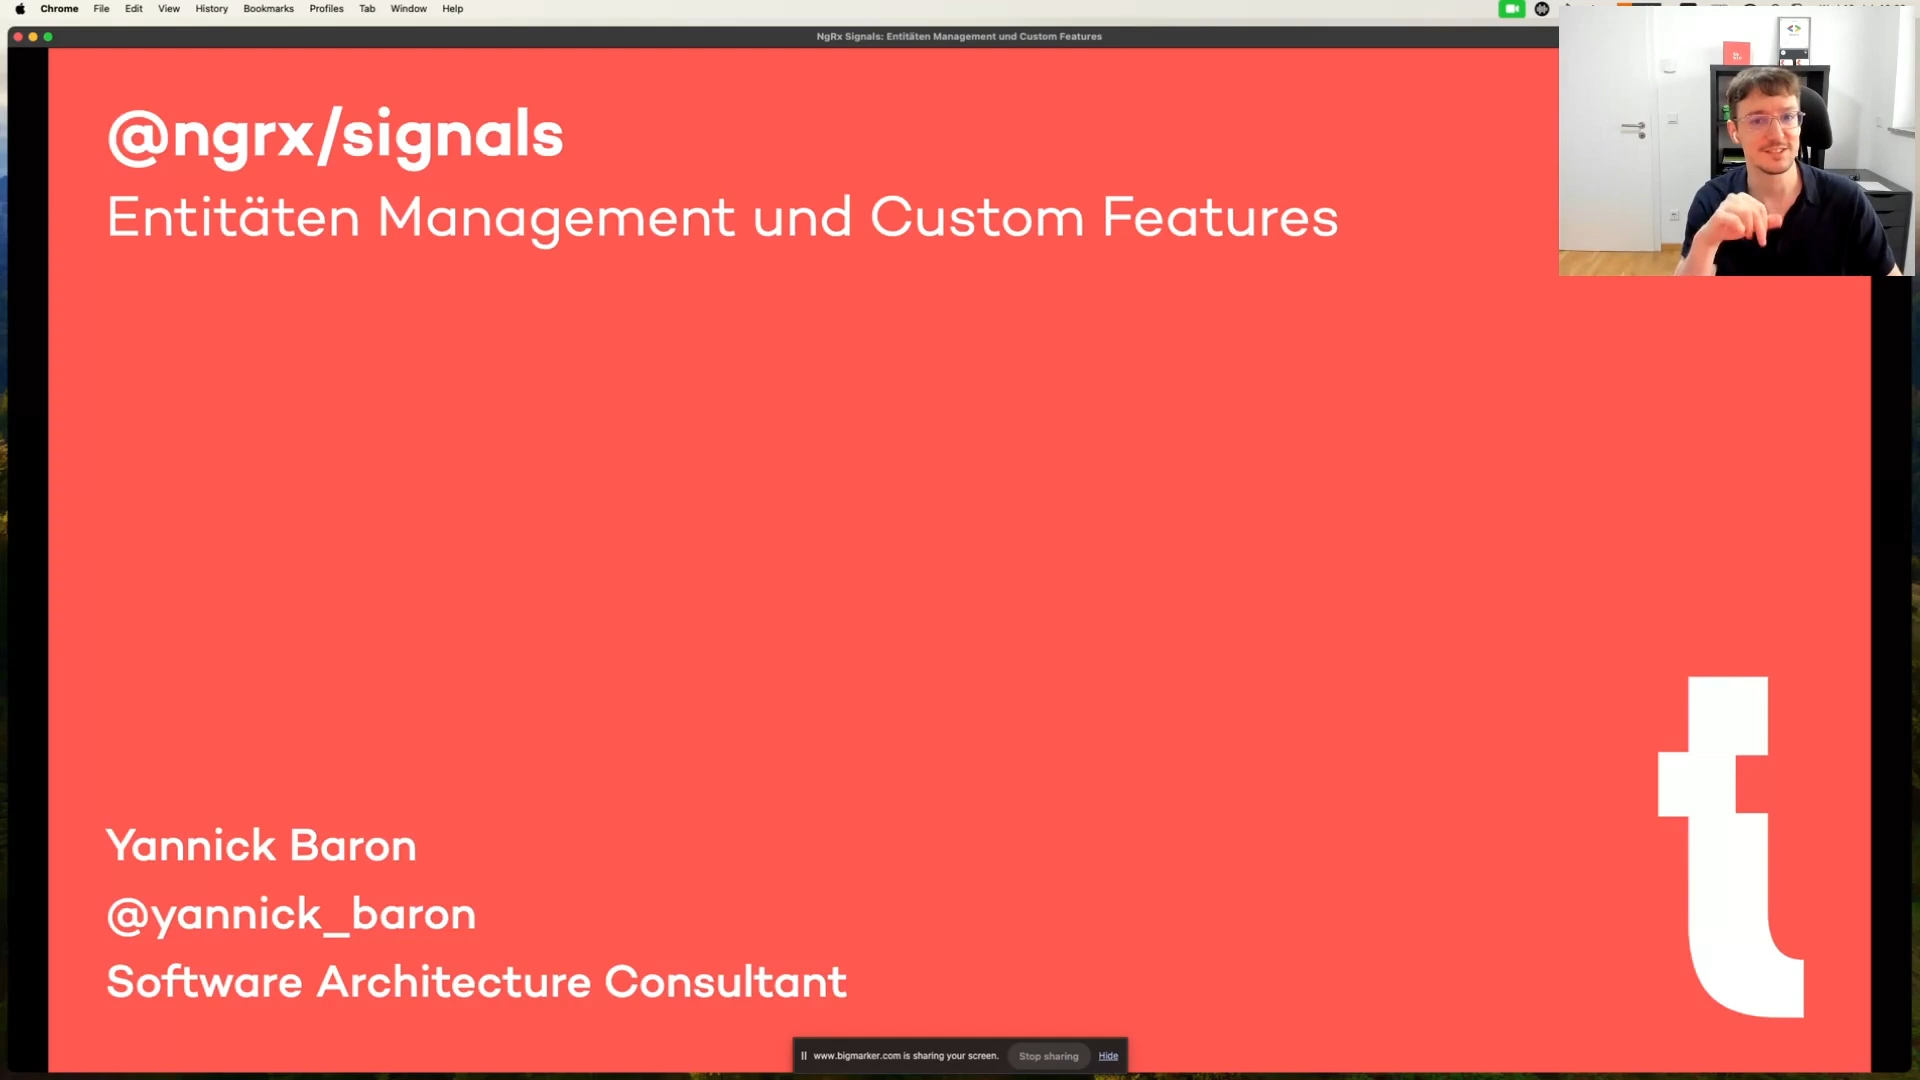 Chrome File Edit View History Bookmarks Profiles Tab Window Help
NgRx Signals: Entitäten Management und Custom Features
@ngrx/signals
Entitäten Management und Custom Features
Yannick Baron
@yannick_baron
Software Architecture Consultant
www.bigmarker.com is sharing your screen. Stop sharing Hide